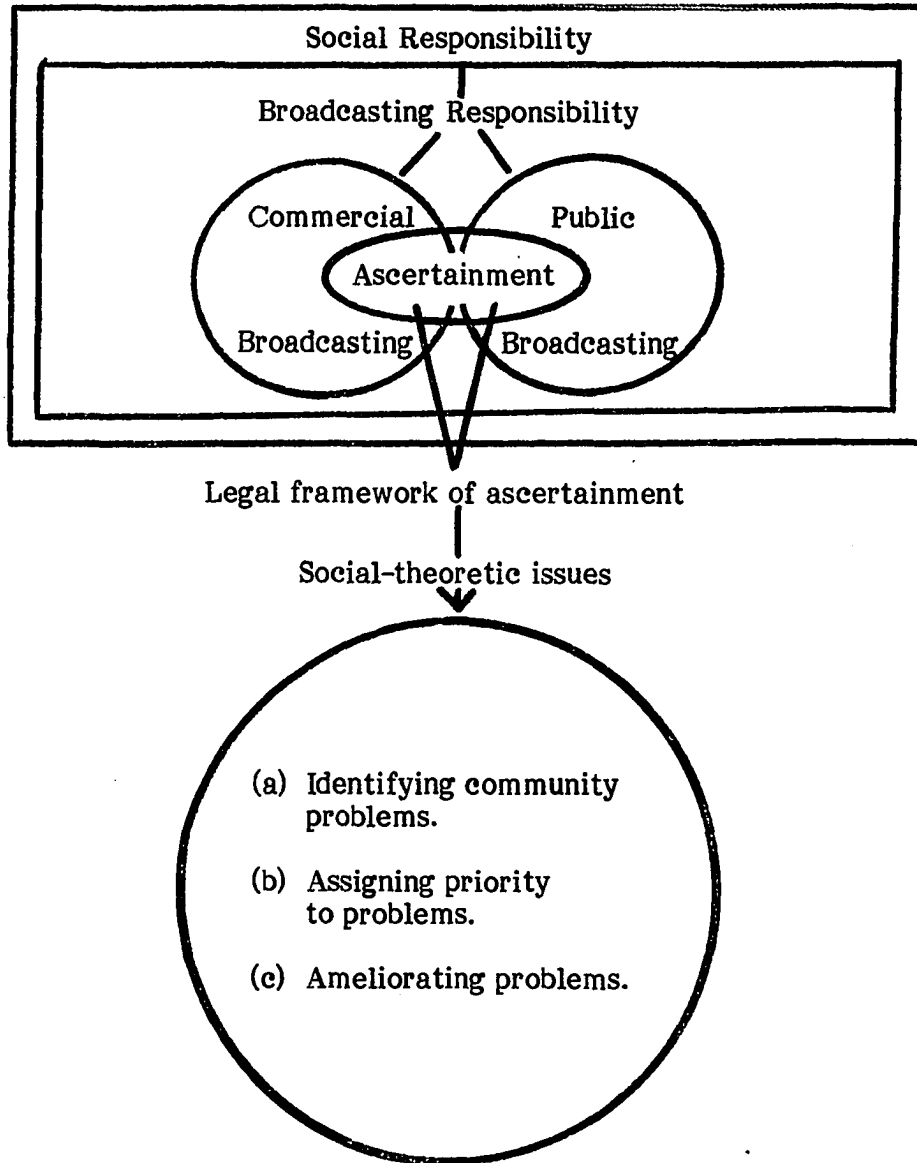 Social Responsibility
Broadcasting Responsibility
Commercial
Public
Ascertainment
Broadcasting
Broadcasting
Legal framework of ascertainment
Social-theoretic issues
(a) Identifying community
problems.
(b) Assigning priority
to problems.
(c) Ameliorating problems.